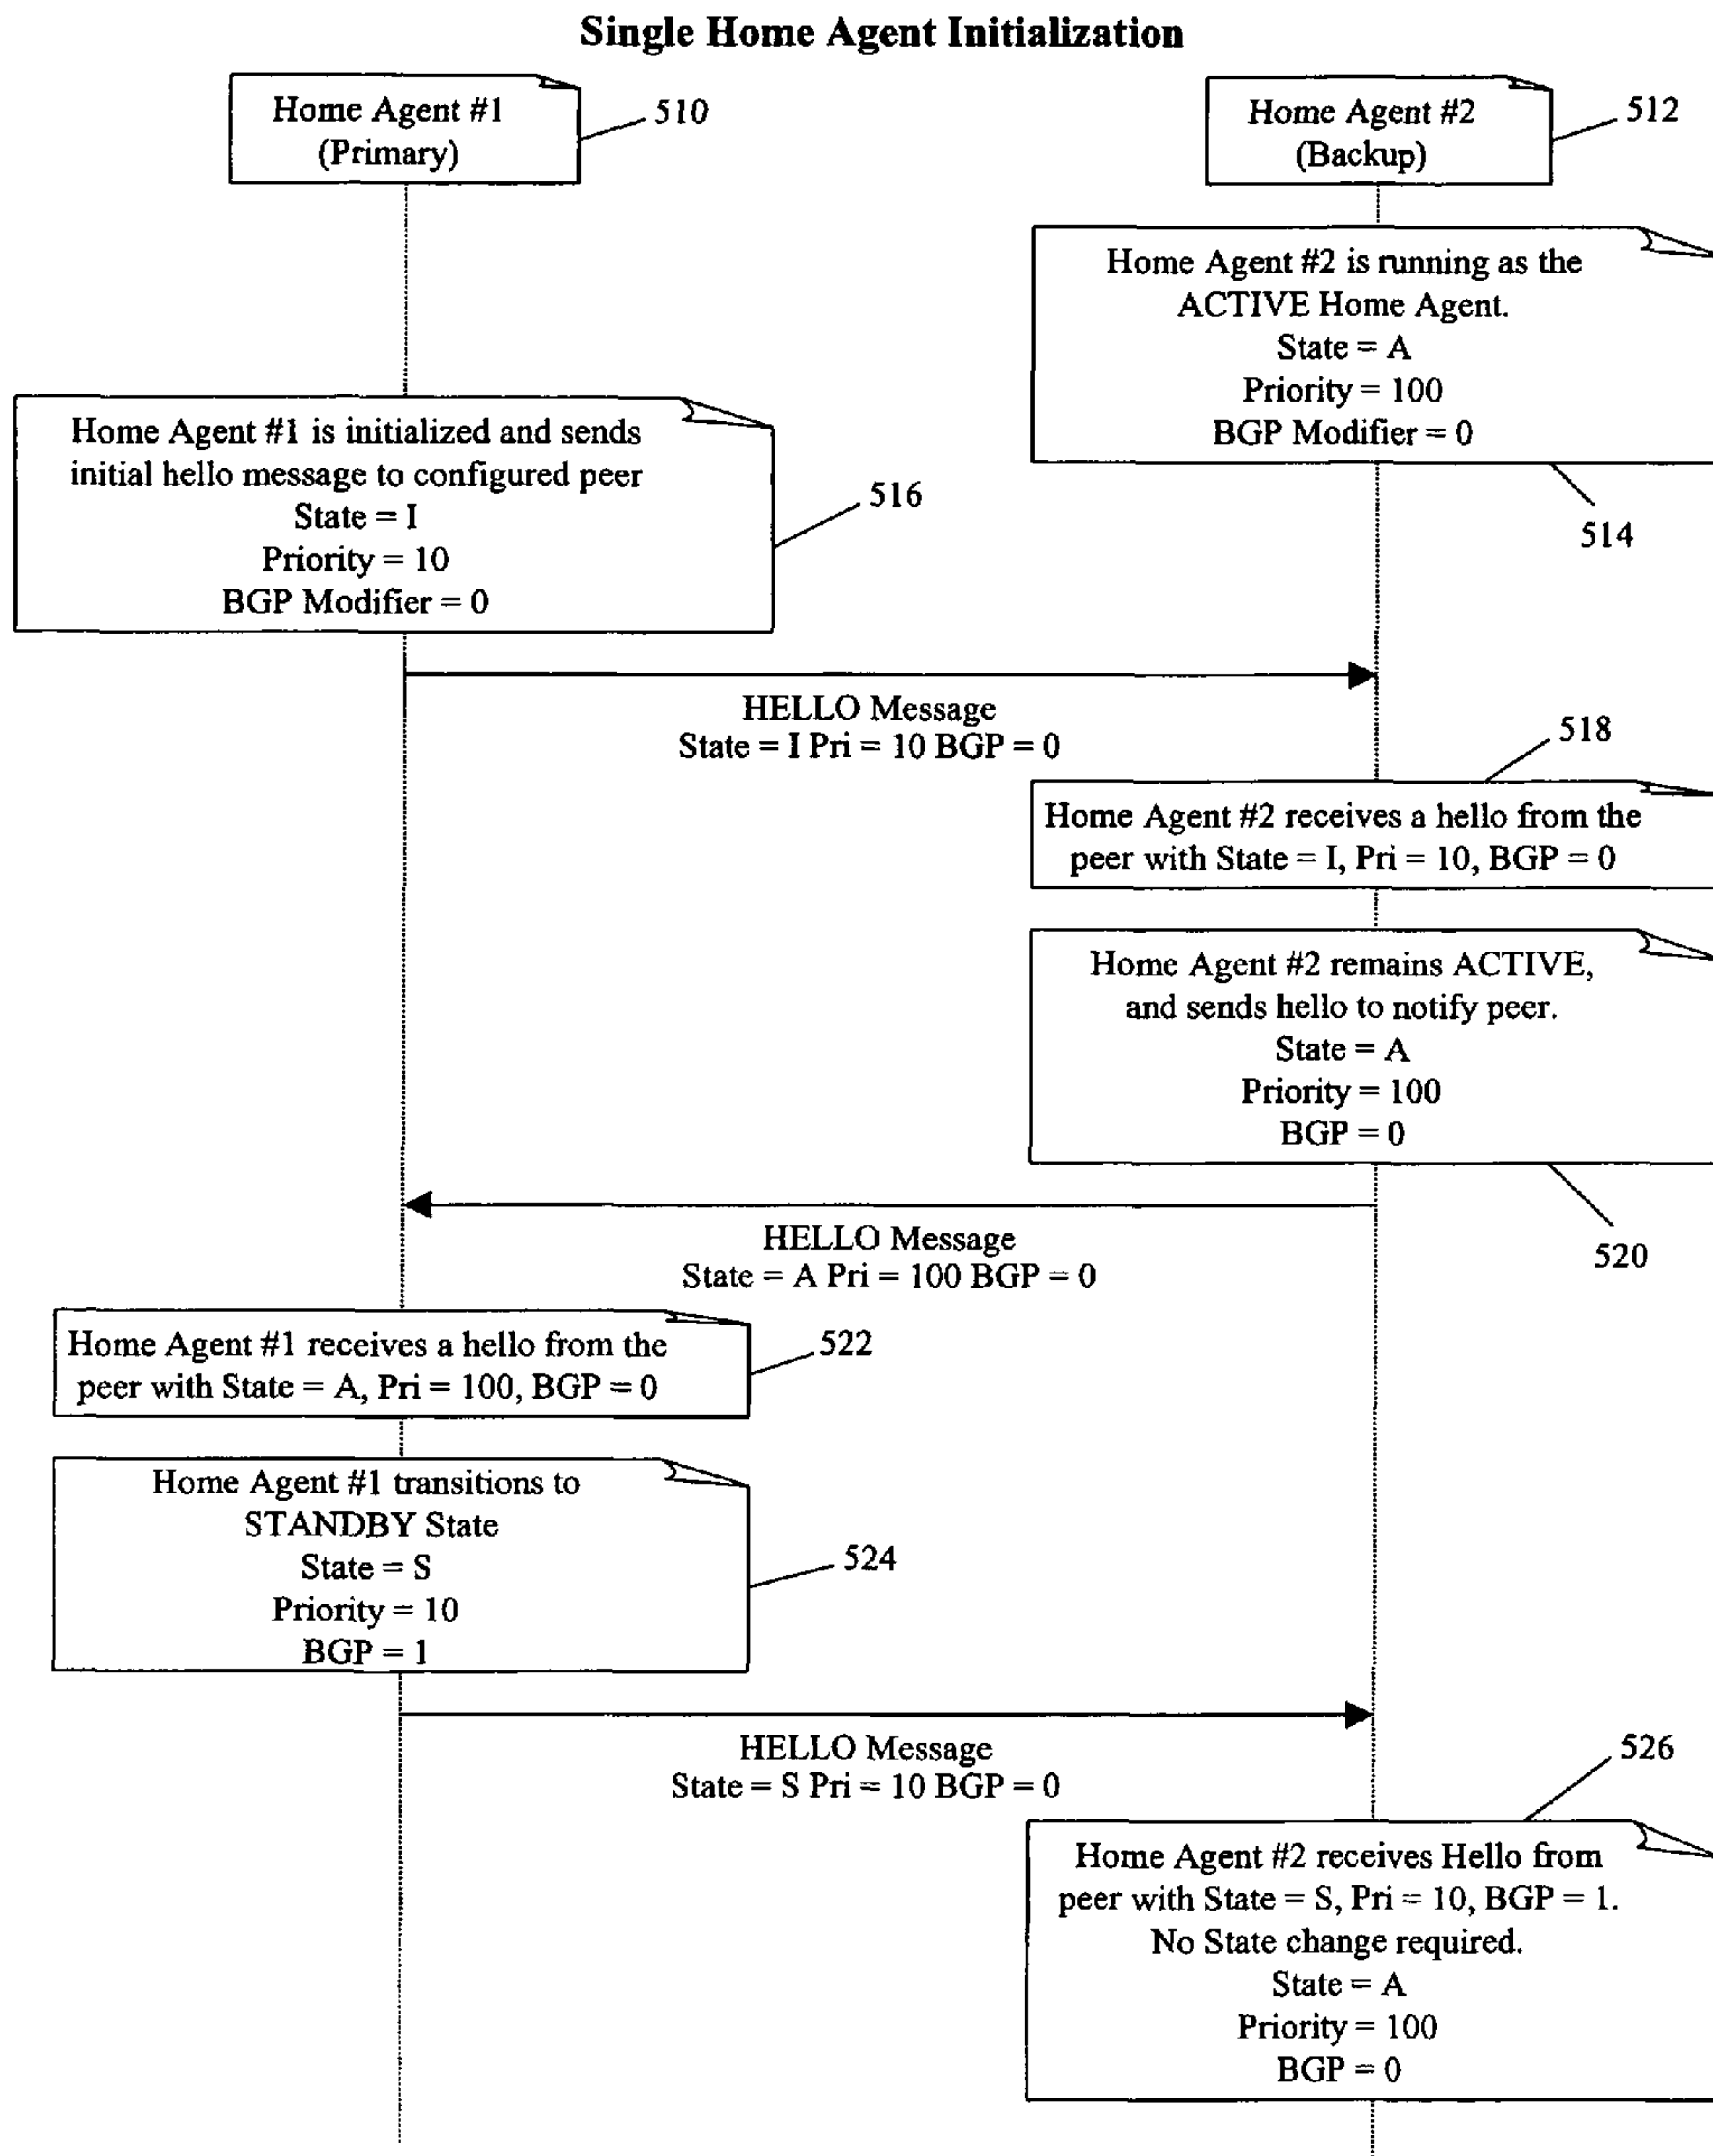 Single Home Agent Initialization
Home Agent #1
(Primary)
510
Home Agent #2
(Backup)
512
Home Agent #2 is running as the
ACTIVE Home Agent.
State = A
Priority = 100
BGP Modifier = 0
514
Home Agent #1 is initialized and sends
initial hello message to configured peer
State = I
Priority = 10
BGP Modifier = 0
516
HELLO Message
State = I Pri = 10 BGP = 0
518
Home Agent #2 receives a hello from the
peer with State = I, Pri = 10, BGP = 0
Home Agent #2 remains ACTIVE,
and sends hello to notify peer.
State = A
Priority = 100
BGP = 0
520
HELLO Message
State = A Pri = 100 BGP = 0
Home Agent #1 receives a hello from the
peer with State = A, Pri = 100, BGP = 0
522
Home Agent #1 transitions to
STANDBY State
State = S
Priority = 10
BGP = 1
524
HELLO Message
State = S Pri = 10 BGP = 0
526
Home Agent #2 receives Hello from
peer with State = S, Pri = 10, BGP = 1.
No State change required.
State = A
Priority = 100
BGP = 0